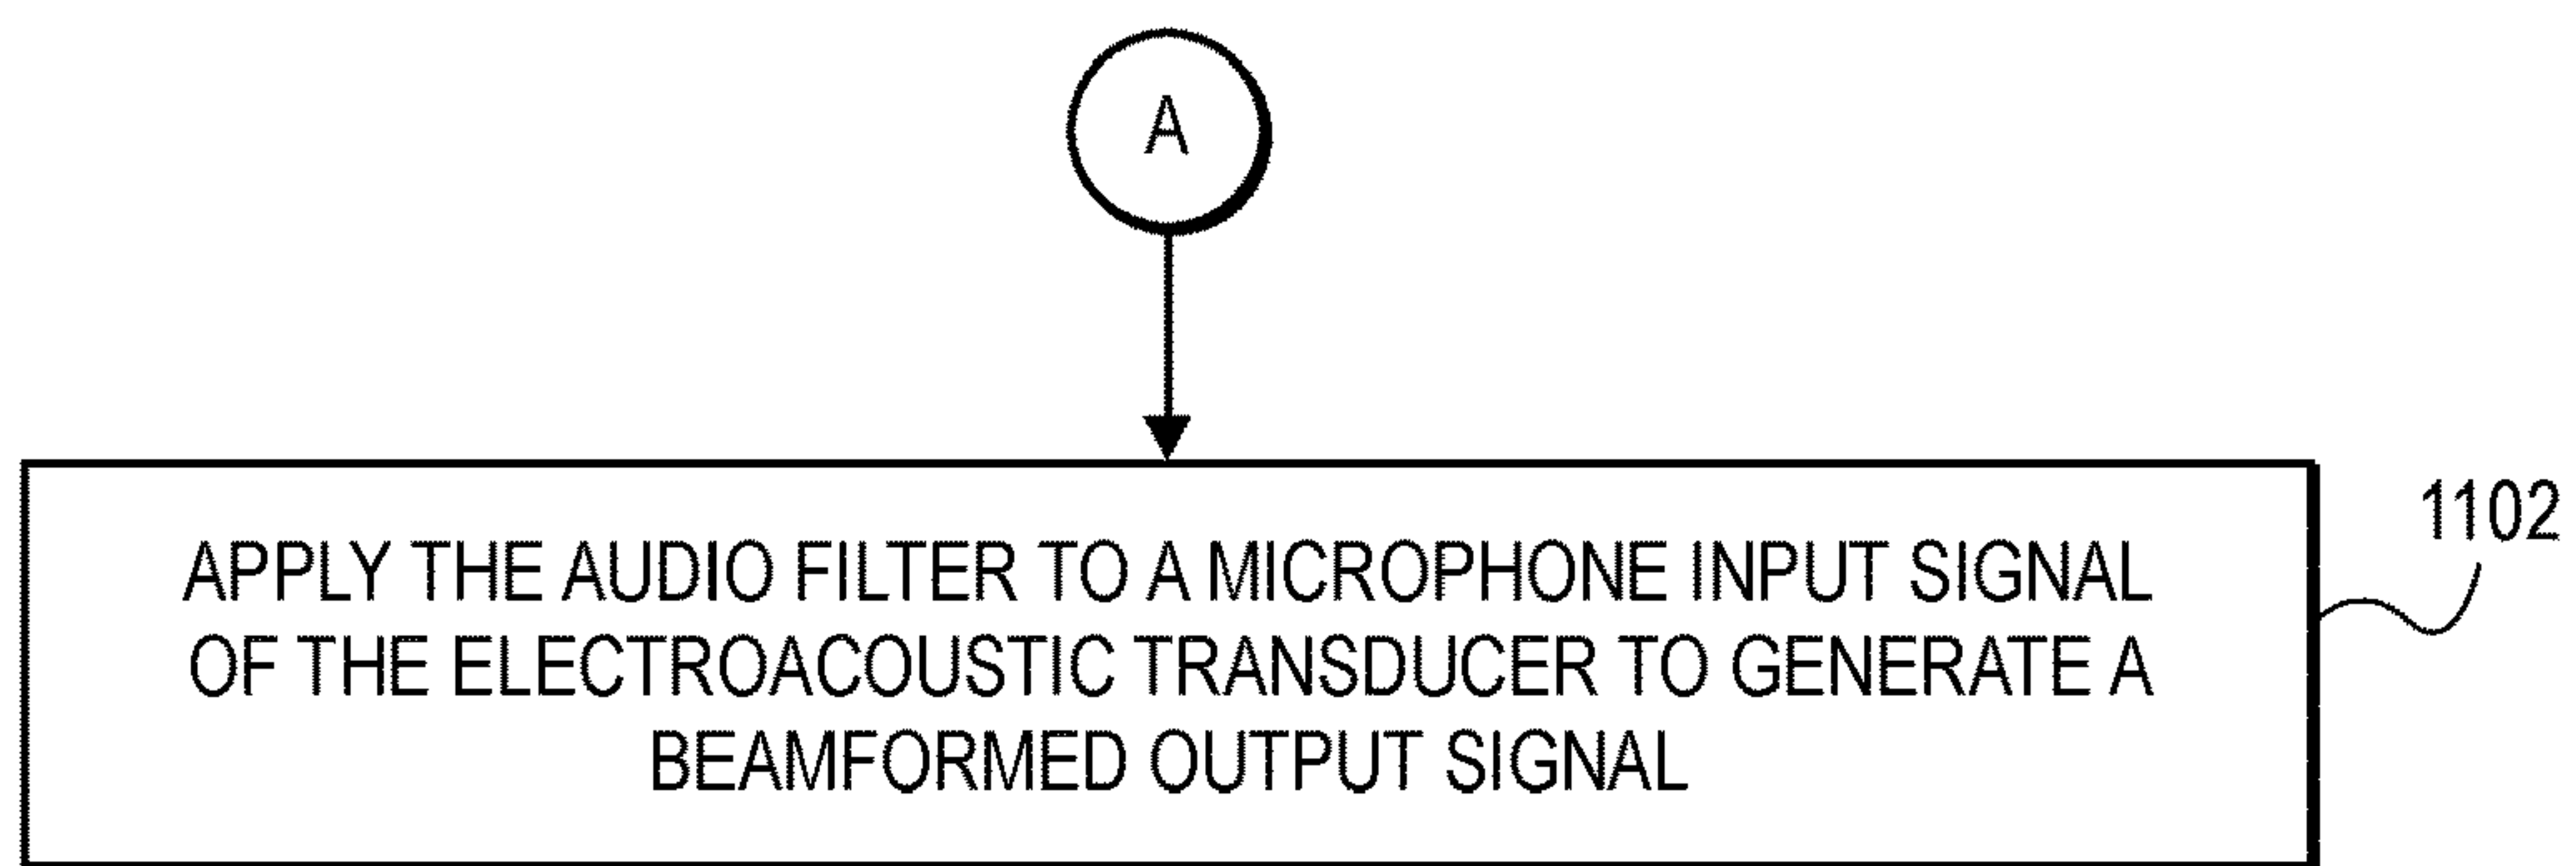 A
1102
APPLY THE AUDIO FILTER TO A MICROPHONE INPUT SIGNAL
OF THE ELECTROACOUSTIC TRANSDUCER TO GENERATE A
BEAMFORMED OUTPUT SIGNAL